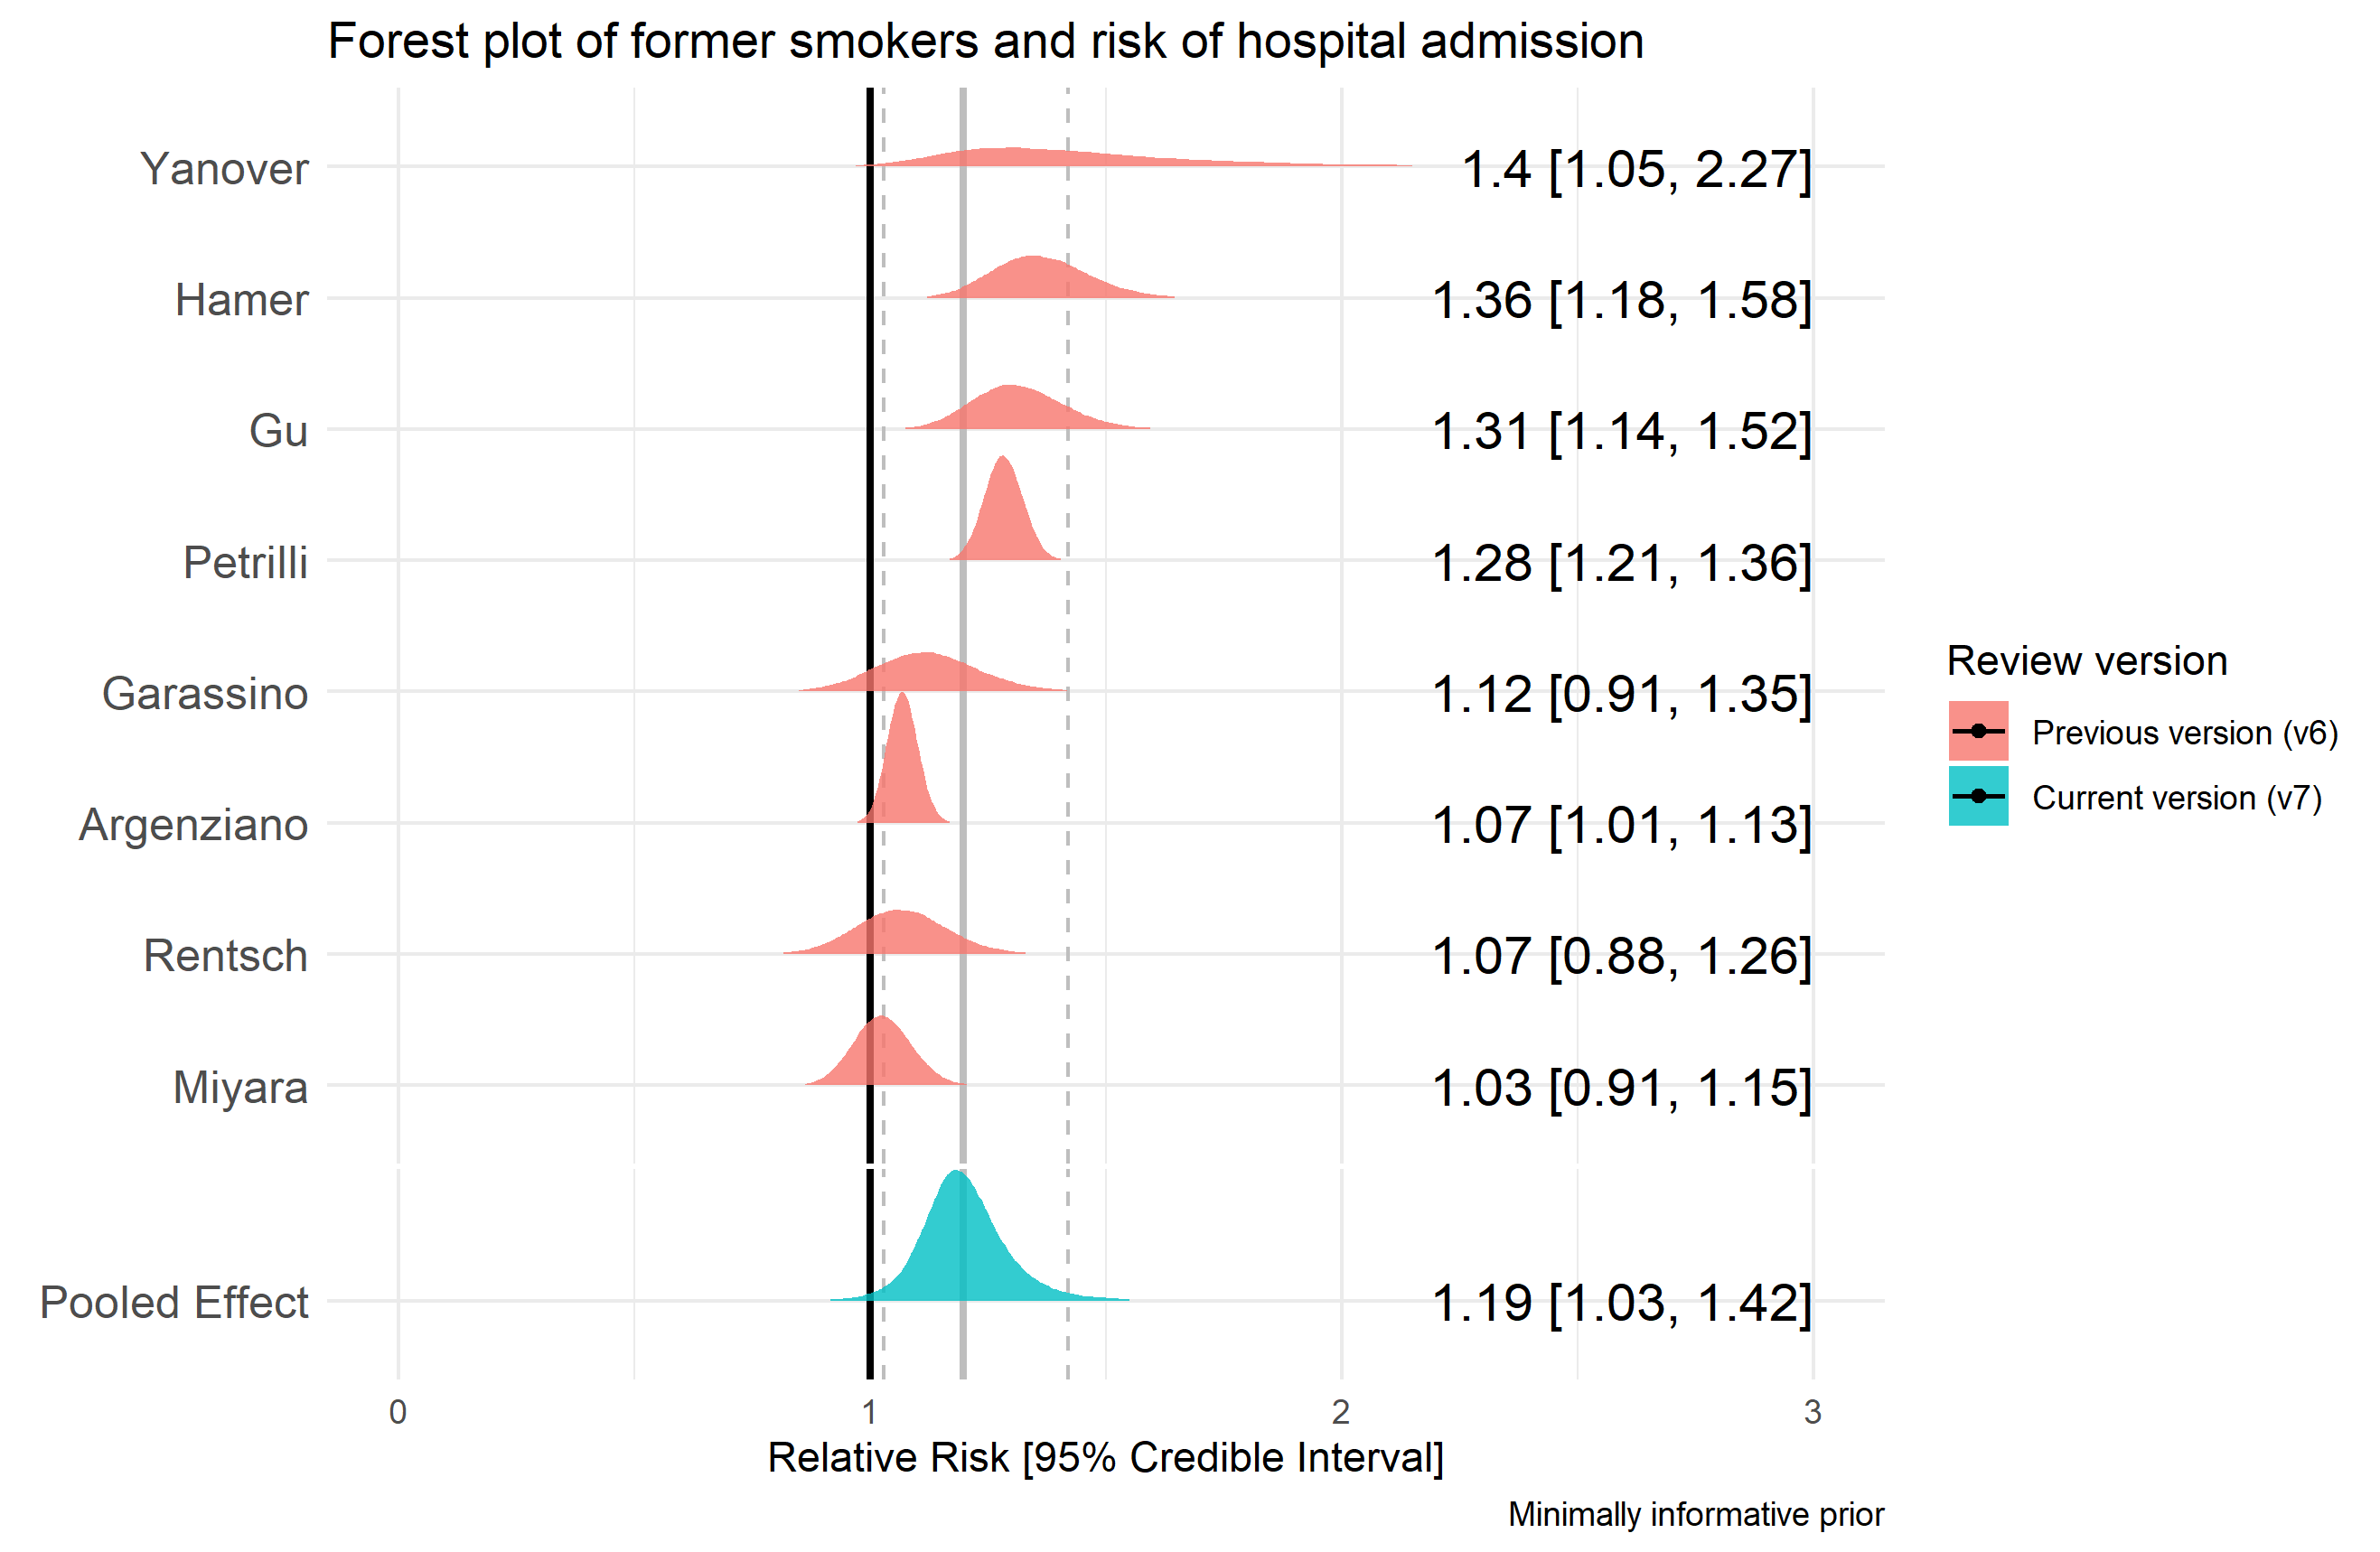 Forest plot of former smokers and risk of hospital admission
Yanover 1.4 [1.05, 2.27]
Hamer 1.36 [1.18, 1.58]
Gu 1.31 [1.14, 1.52]
Petrilli 1.28 [1.21, 1.36]
Garassino 1.12 [0.91, 1.35]
Argenziano 1.07 [1.01, 1.13]
Rentsch 1.07 [0.88, 1.26]
Miyara 1.03 [0.91, 1.15]
Pooled Effect 1.19 [1.03, 1.42]
0 1 2 3
Relative Risk [95% Credible Interval]
Minimally informative prior
Review version
Previous version (v6)
Current version (v7)